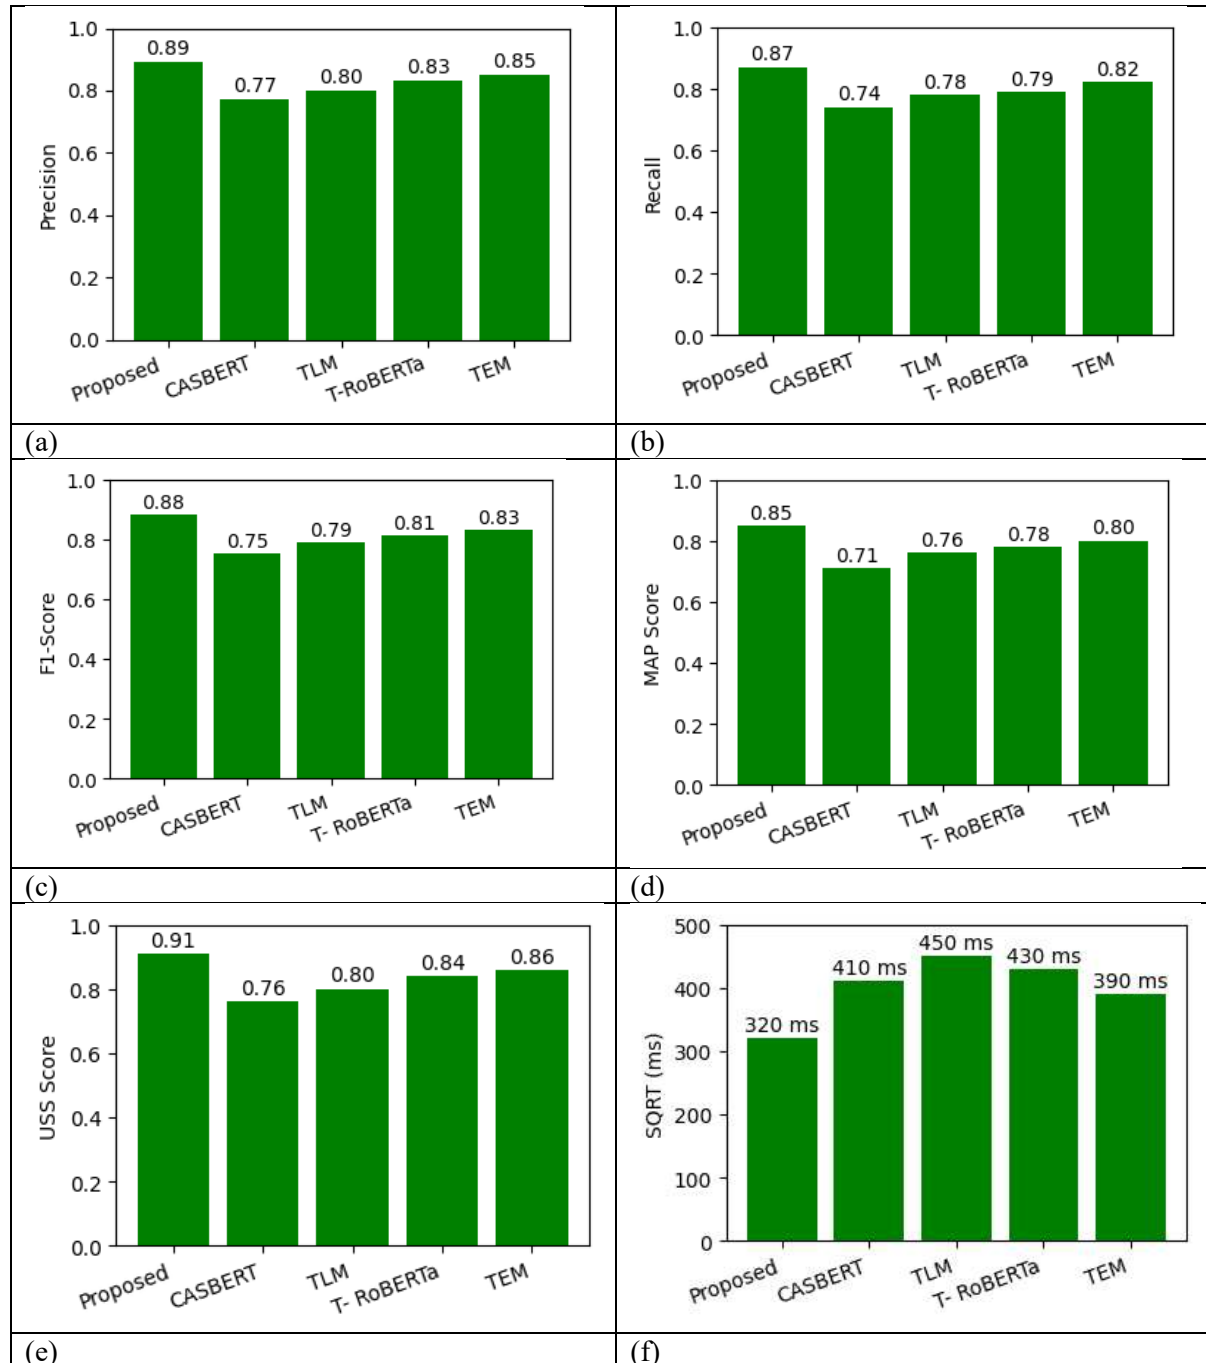 1.0
0.8
0.6
0.4
0.2
0.0
Precision
0.89
0.77
0.80
0.83
0.85
Proposed
CASBERT
TLM
T-RoBERTa
TEM
(a)
1.0
0.8
0.6
0.4
0.2
0.0
Recall
0.87
0.74
0.78
0.79
0.82
Proposed
CASBERT
TLM
T- RoBERTa
TEM
(b)
1.0
0.8
0.6
0.4
0.2
0.0
F1-Score
0.88
0.75
0.79
0.81
0.83
Proposed
CASBERT
TLM
T- RoBERTa
TEM
(c)
1.0
0.8
0.6
0.4
0.2
0.0
MAP Score
0.85
0.71
0.76
0.78
0.80
Proposed
CASBERT
TLM
T- RoBERTa
TEM
(d)
1.0
0.8
0.6
0.4
0.2
0.0
USS Score
0.91
0.76
0.80
0.84
0.86
Proposed
CASBERT
TLM
T- RoBERTa
TEM
(e)
500
400
300
200
100
0
SQRT (ms)
320 ms
410 ms
450 ms
430 ms
390 ms
Proposed
CASBERT
TLM
T- RoBERTa
TEM
(f)